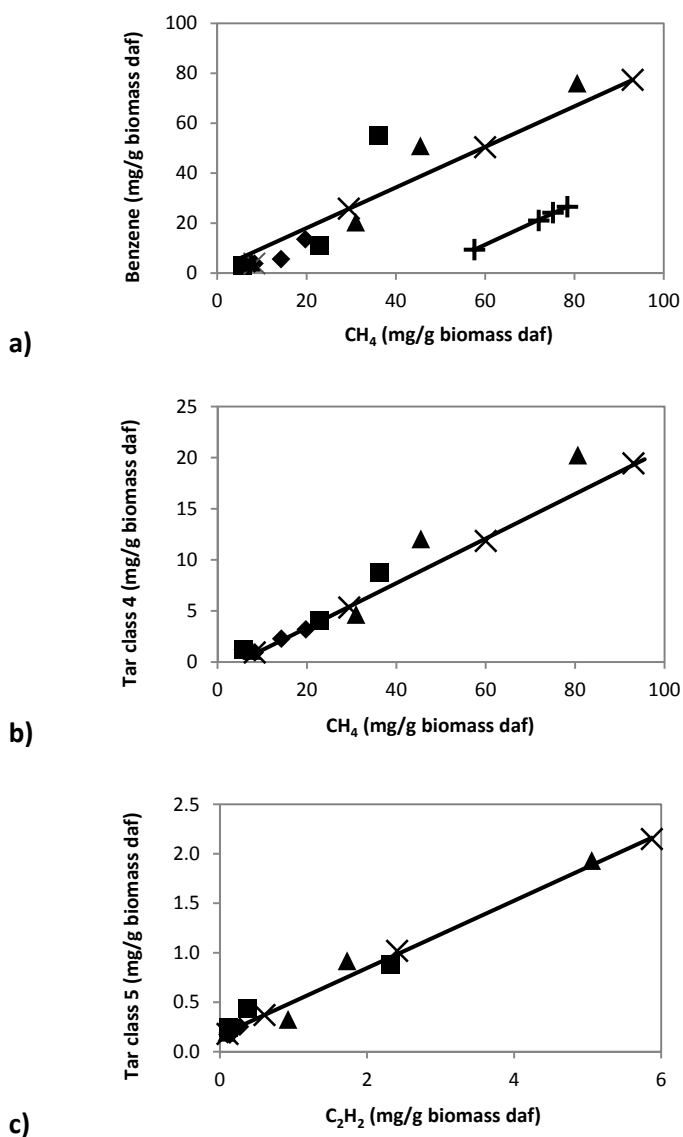 Benzene (mg/g biomass daf)
100
80
60
40
20
0
0 20 40 60 80 100
CH₄ (mg/g biomass daf)
a)
Tar class 4 (mg/g biomass daf)
25
20
15
10
5
0
0 20 40 60 80 100
CH₄ (mg/g biomass daf)
b)
Tar class 5 (mg/g biomass daf)
2.5
2.0
1.5
1.0
0.5
0.0
0 2 4 6
C₂H₂ (mg/g biomass daf)
c)